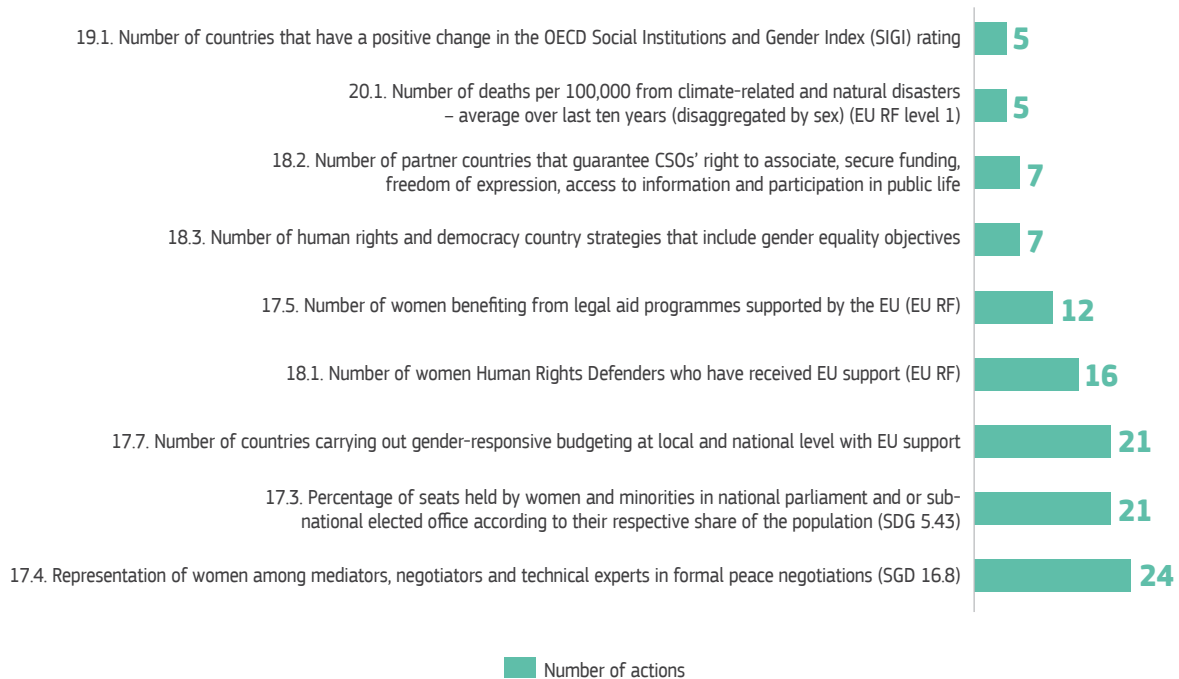 19.1. Number of countries that have a positive change in the OECD Social Institutions and Gender Index (SIGI) rating
5
20.1. Number of deaths per 100,000 from climate-related and natural disasters
– average over last ten years (disaggregated by sex) (EU RF level 1)
5
18.2. Number of partner countries that guarantee CSOs' right to associate, secure funding,
freedom of expression, access to information and participation in public life
7
18.3. Number of human rights and democracy country strategies that include gender equality objectives
7
17.5. Number of women benefiting from legal aid programmes supported by the EU (EU RF)
12
18.1. Number of women Human Rights Defenders who have received EU support (EU RF)
16
17.7. Number of countries carrying out gender-responsive budgeting at local and national level with EU support
21
17.3. Percentage of seats held by women and minorities in national parliament and or sub-
national elected office according to their respective share of the population (SDG 5.43)
21
17.4. Representation of women among mediators, negotiators and technical experts in formal peace negotiations (SGD 16.8)
24
Number of actions